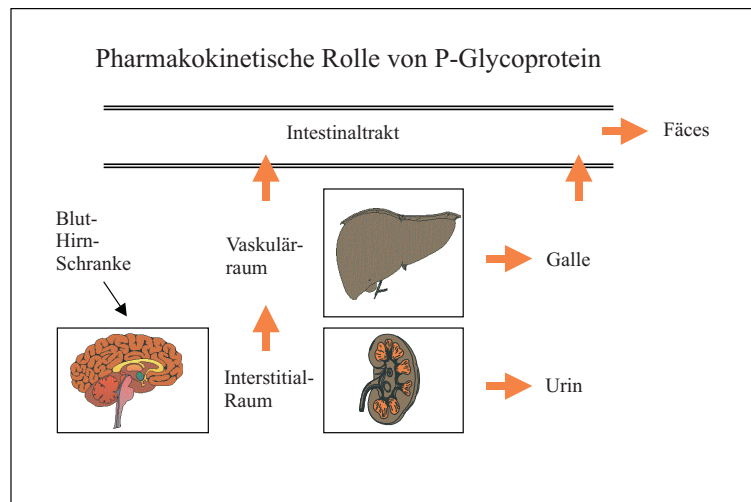 Pharmakokinetische Rolle von P-Glycoprotein
Intestinaltrakt
Fäces
Blut-
Hirn-
Schranke
Vaskulär-
raum
Galle
Interstitial-
Raum
Urin